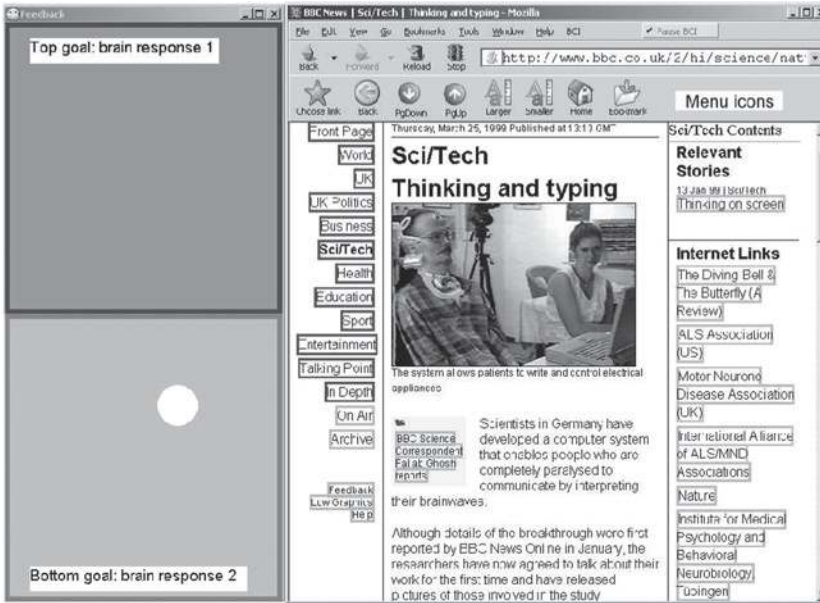 Feedback
Top goal: brain response 1
Bottom goal: brain response 2
BBC News | Sci/Tech | Thinking and typing - Mozilla
File Edit View Go Bookmarks Tools Window Help BCI
Pause BCI
Back Forward Reload Stop
http://www.bbc.co.uk/2/hi/science/nat
Choose link Back PgDown PgUp Larger Smaller Home Bookmark
Menu icons
Front Page
World
UK
UK Politics
Business
Sci/Tech
Health
Education
Sport
Entertainment
Talking Point
In Depth
On Air
Archive
Feedback
Low Graphics
Help
Thursday, March 25, 1999 Published at 13:13 GMT
Sci/Tech
Thinking and typing
The system allows patients to write and control electrical
appliances
BBC Science
Correspondent
Fallah Ghosh
reports
Scientists in Germany have
developed a computer system
that enables people who are
completely paralysed to
communicate by interpreting
their brainwaves.
Although details of the breakthrough were first
reported by BBC News Online in January, the
researchers have now agreed to talk about their
work for the first time and have released
pictures of those involved in the study
Sci/Tech Contents
Relevant
Stories
13 Jan 99 | Sci/Tech
Thinking on screen
Internet Links
The Diving Bell &
The Butterfly (A
Review)
ALS Association
(US)
Motor Neurone
Disease Association
(UK)
International Alliance
of ALS/MND
Associations
Nature
Institute for Medical
Psychology and
Behavioral
Neurobiology,
Tübingen